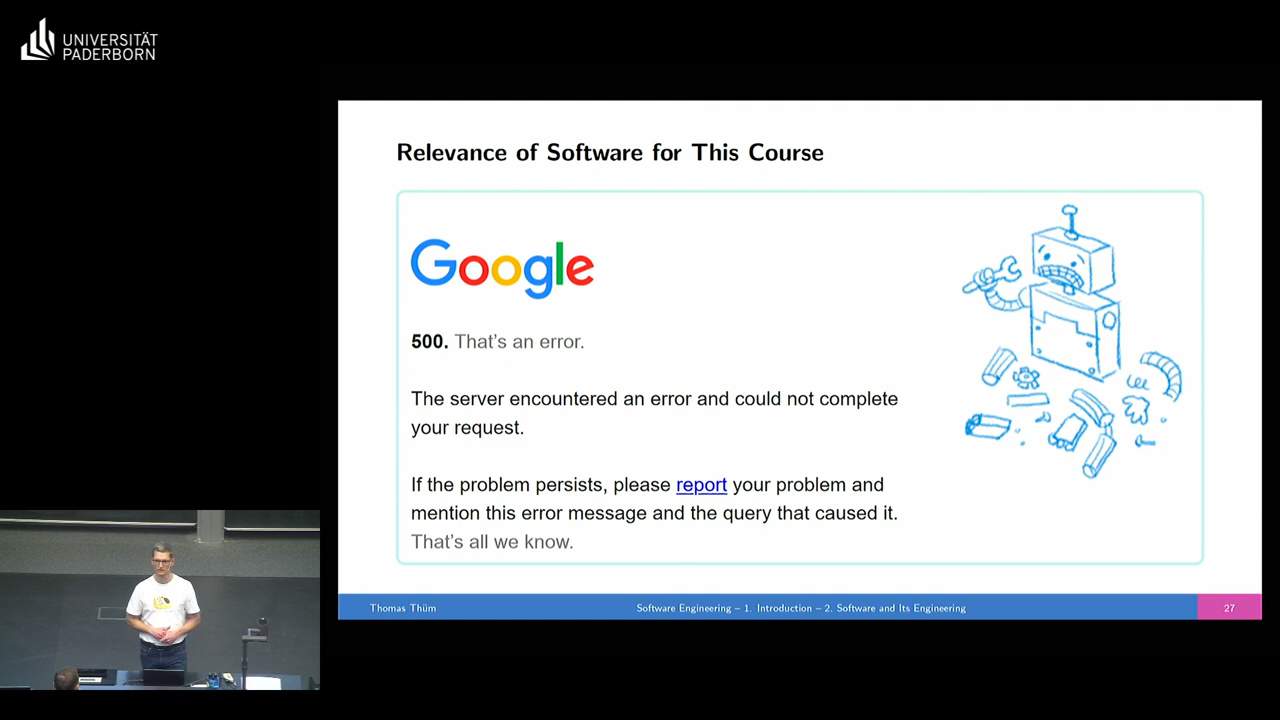 UNIVERSITÄT
PADERBORN
Relevance of Software for This Course
Google
500. That's an error.
The server encountered an error and could not complete
your request.
If the problem persists, please report your problem and
mention this error message and the query that caused it.
That's all we know.
Thomas Thüm
Software Engineering – 1. Introduction – 2. Software and Its Engineering
27